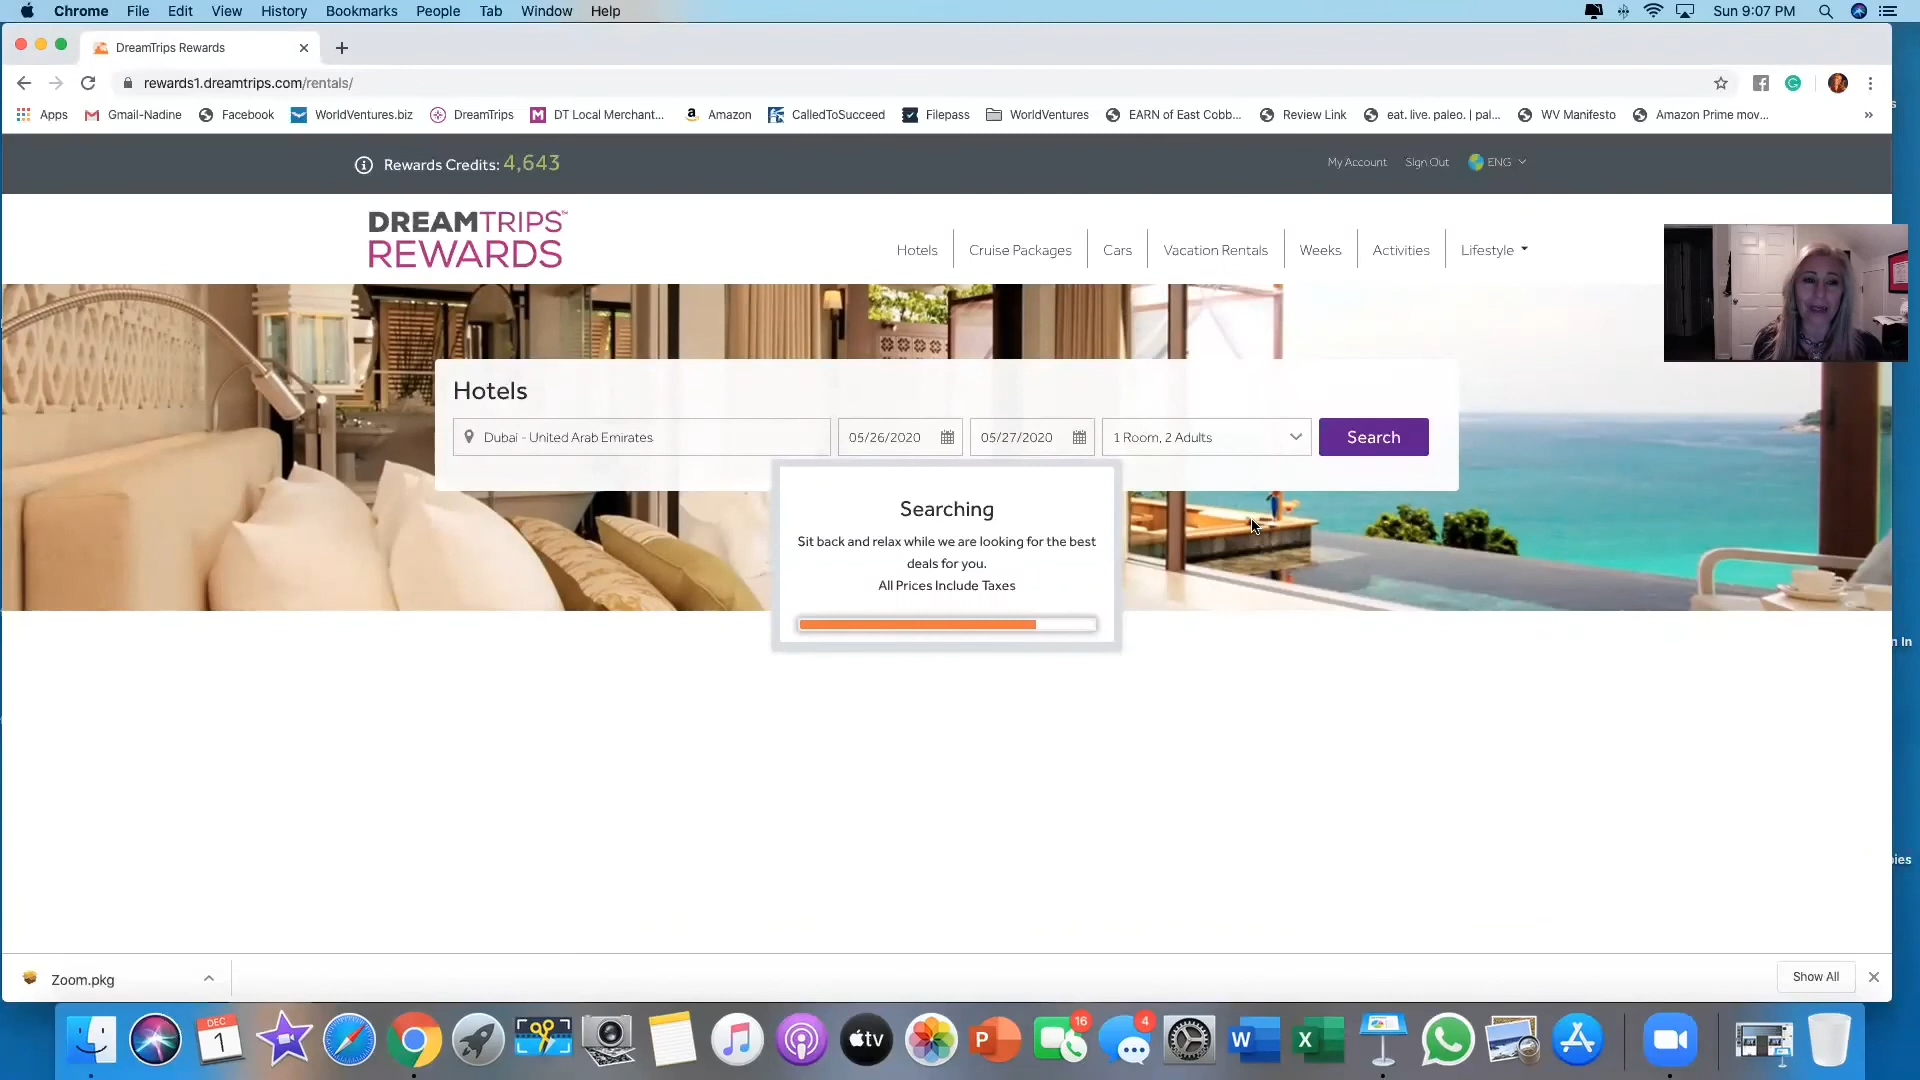 Chrome File Edit View History Bookmarks People Tab Window Help Sun 9:07 PM
DreamTrips Rewards
rewards1.dreamtrips.com/rentals/
Apps Gmail-Nadine Facebook WorldVentures.biz DreamTrips DT Local Merchant... Amazon CalledToSucceed Filepass WorldVentures EARN of East Cobb... Review Link eat. live. paleo. | pal... WV Manifesto Amazon Prime mov... »
Rewards Credits: 4,643 My Account Sign Out ENG
DREAMTRIPS™
REWARDS
Hotels Cruise Packages Cars Vacation Rentals Weeks Activities Lifestyle
Hotels
Dubai - United Arab Emirates 05/26/2020 05/27/2020 1 Room, 2 Adults Search
Searching
Sit back and relax while we are looking for the best
deals for you.
All Prices Include Taxes
n In
Zoom.pkg Show All
DEC
1
tv
P
16
4
W
X